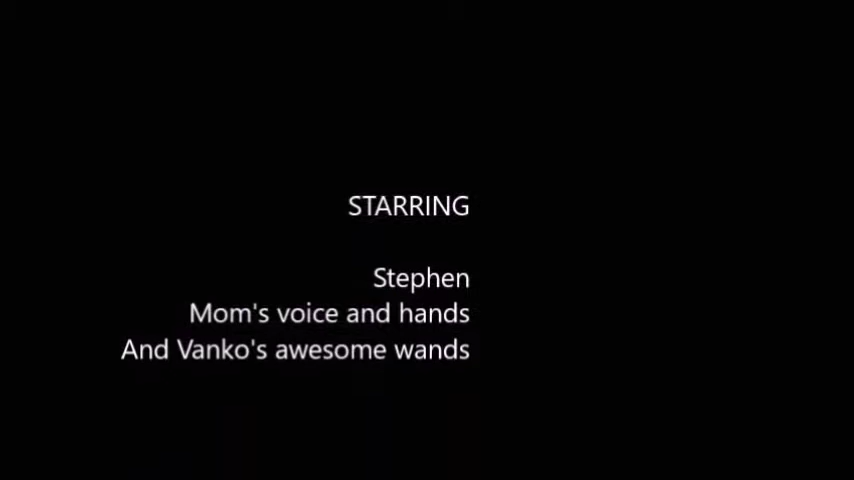 STARRING
Stephen
Mom's voice and hands
And Vanko's awesome wands